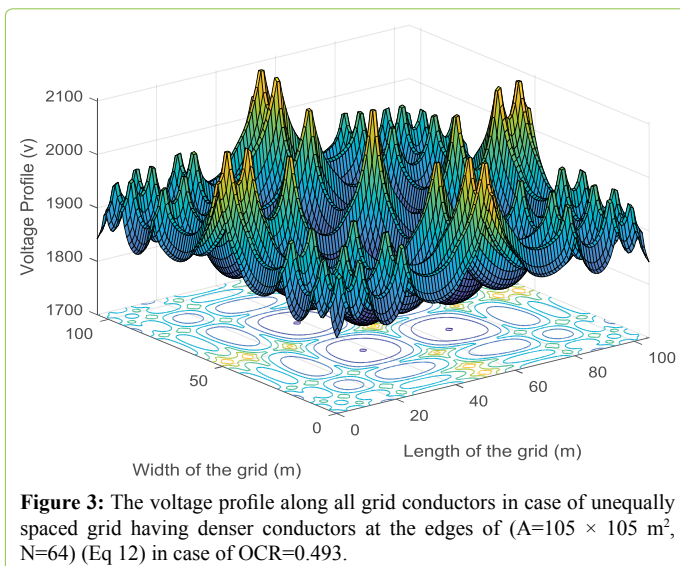 2100
2000
1900
1800
1700
Voltage Profile (v)
100
50
0
Width of the grid (m)
0
20
40
60
80
100
Length of the grid (m)
Figure 3: The voltage profile along all grid conductors in case of unequally
spaced grid having denser conductors at the edges of (A=105 × 105 m²,
N=64) (Eq 12) in case of OCR=0.493.